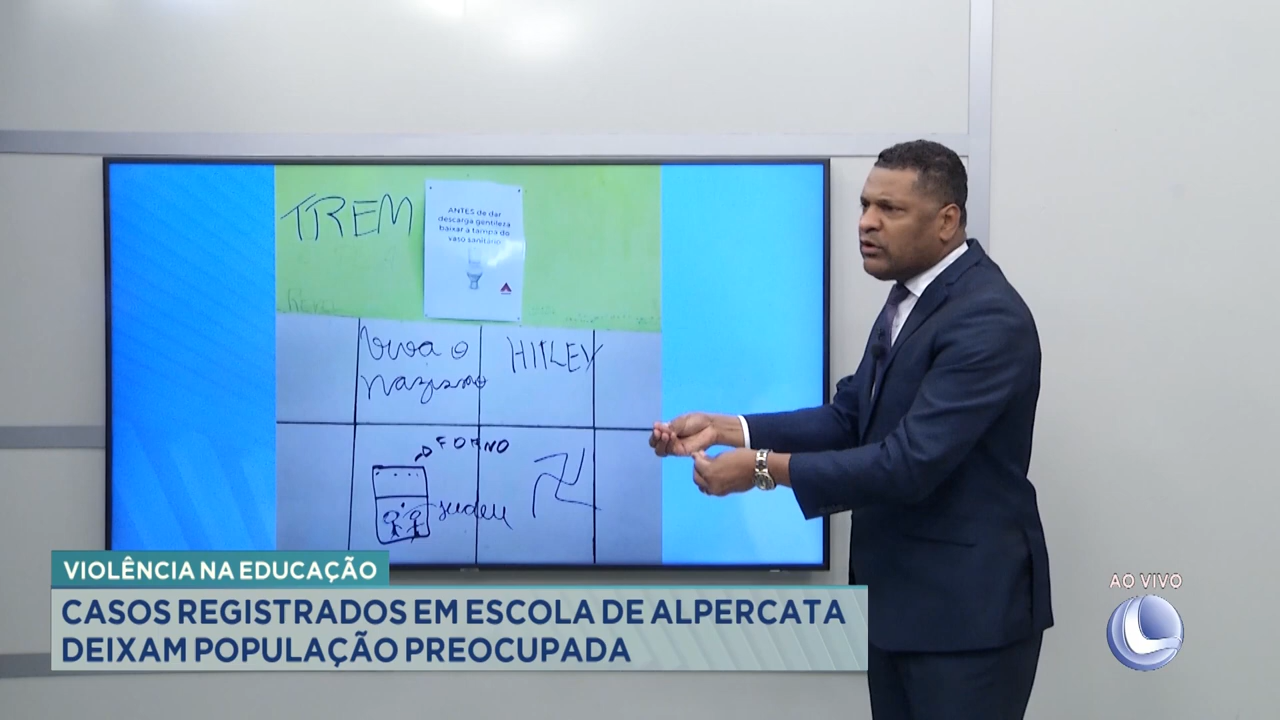 TREM
ANTES de dar
descarga gentileza
baixar a tampa do
vaso sanitário
Viva o
Nazismo
HITLEY
FORNO
judeu
VIOLÊNCIA NA EDUCAÇÃO
CASOS REGISTRADOS EM ESCOLA DE ALPERCATA
DEIXAM POPULAÇÃO PREOCUPADA
AO VIVO